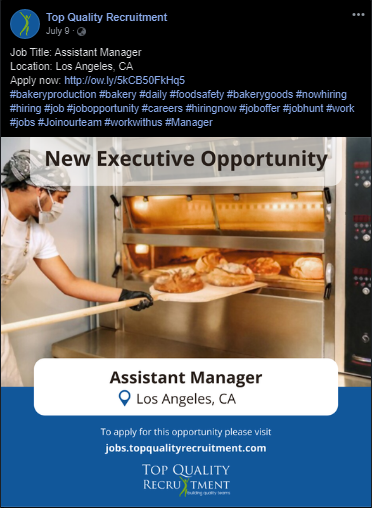 Top Quality Recruitment
July 9 ·
Job Title: Assistant Manager
Location: Los Angeles, CA
Apply now: http://ow.ly/5kCB50FkHq5
#bakeryproduction #bakery #daily #foodsafety #bakerygoods #nowhiring
#hiring #job #jobopportunity #careers #hiringnow #joboffer #jobhunt #work
#jobs #Joinourteam #workwithus #Manager
New Executive Opportunity
Assistant Manager
Los Angeles, CA
To apply for this opportunity please visit
jobs.topqualityrecruitment.com
TOP QUALITY
RECRUITMENT
building quality teams